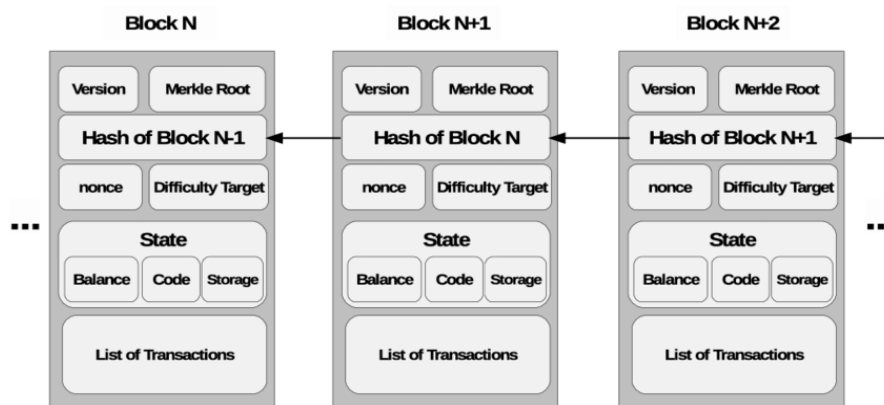 Block N Block N+1 Block N+2
Version Merkle Root Version Merkle Root Version Merkle Root
Hash of Block N-1 Hash of Block N Hash of Block N+1
nonce Difficulty Target nonce Difficulty Target nonce Difficulty Target
... ...
State State State
Balance Code Storage Balance Code Storage Balance Code Storage
List of Transactions List of Transactions List of Transactions